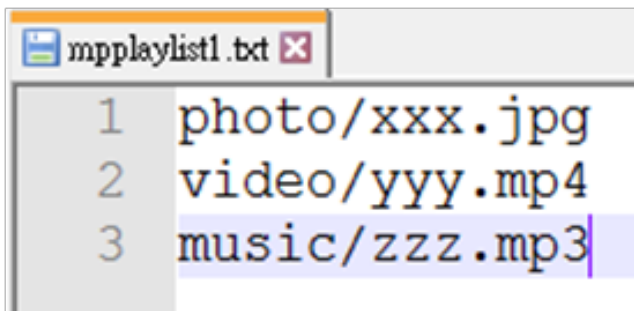 mpplaylist1.txt
1 photo/xxx.jpg
2 video/yyy.mp4
3 music/zzz.mp3